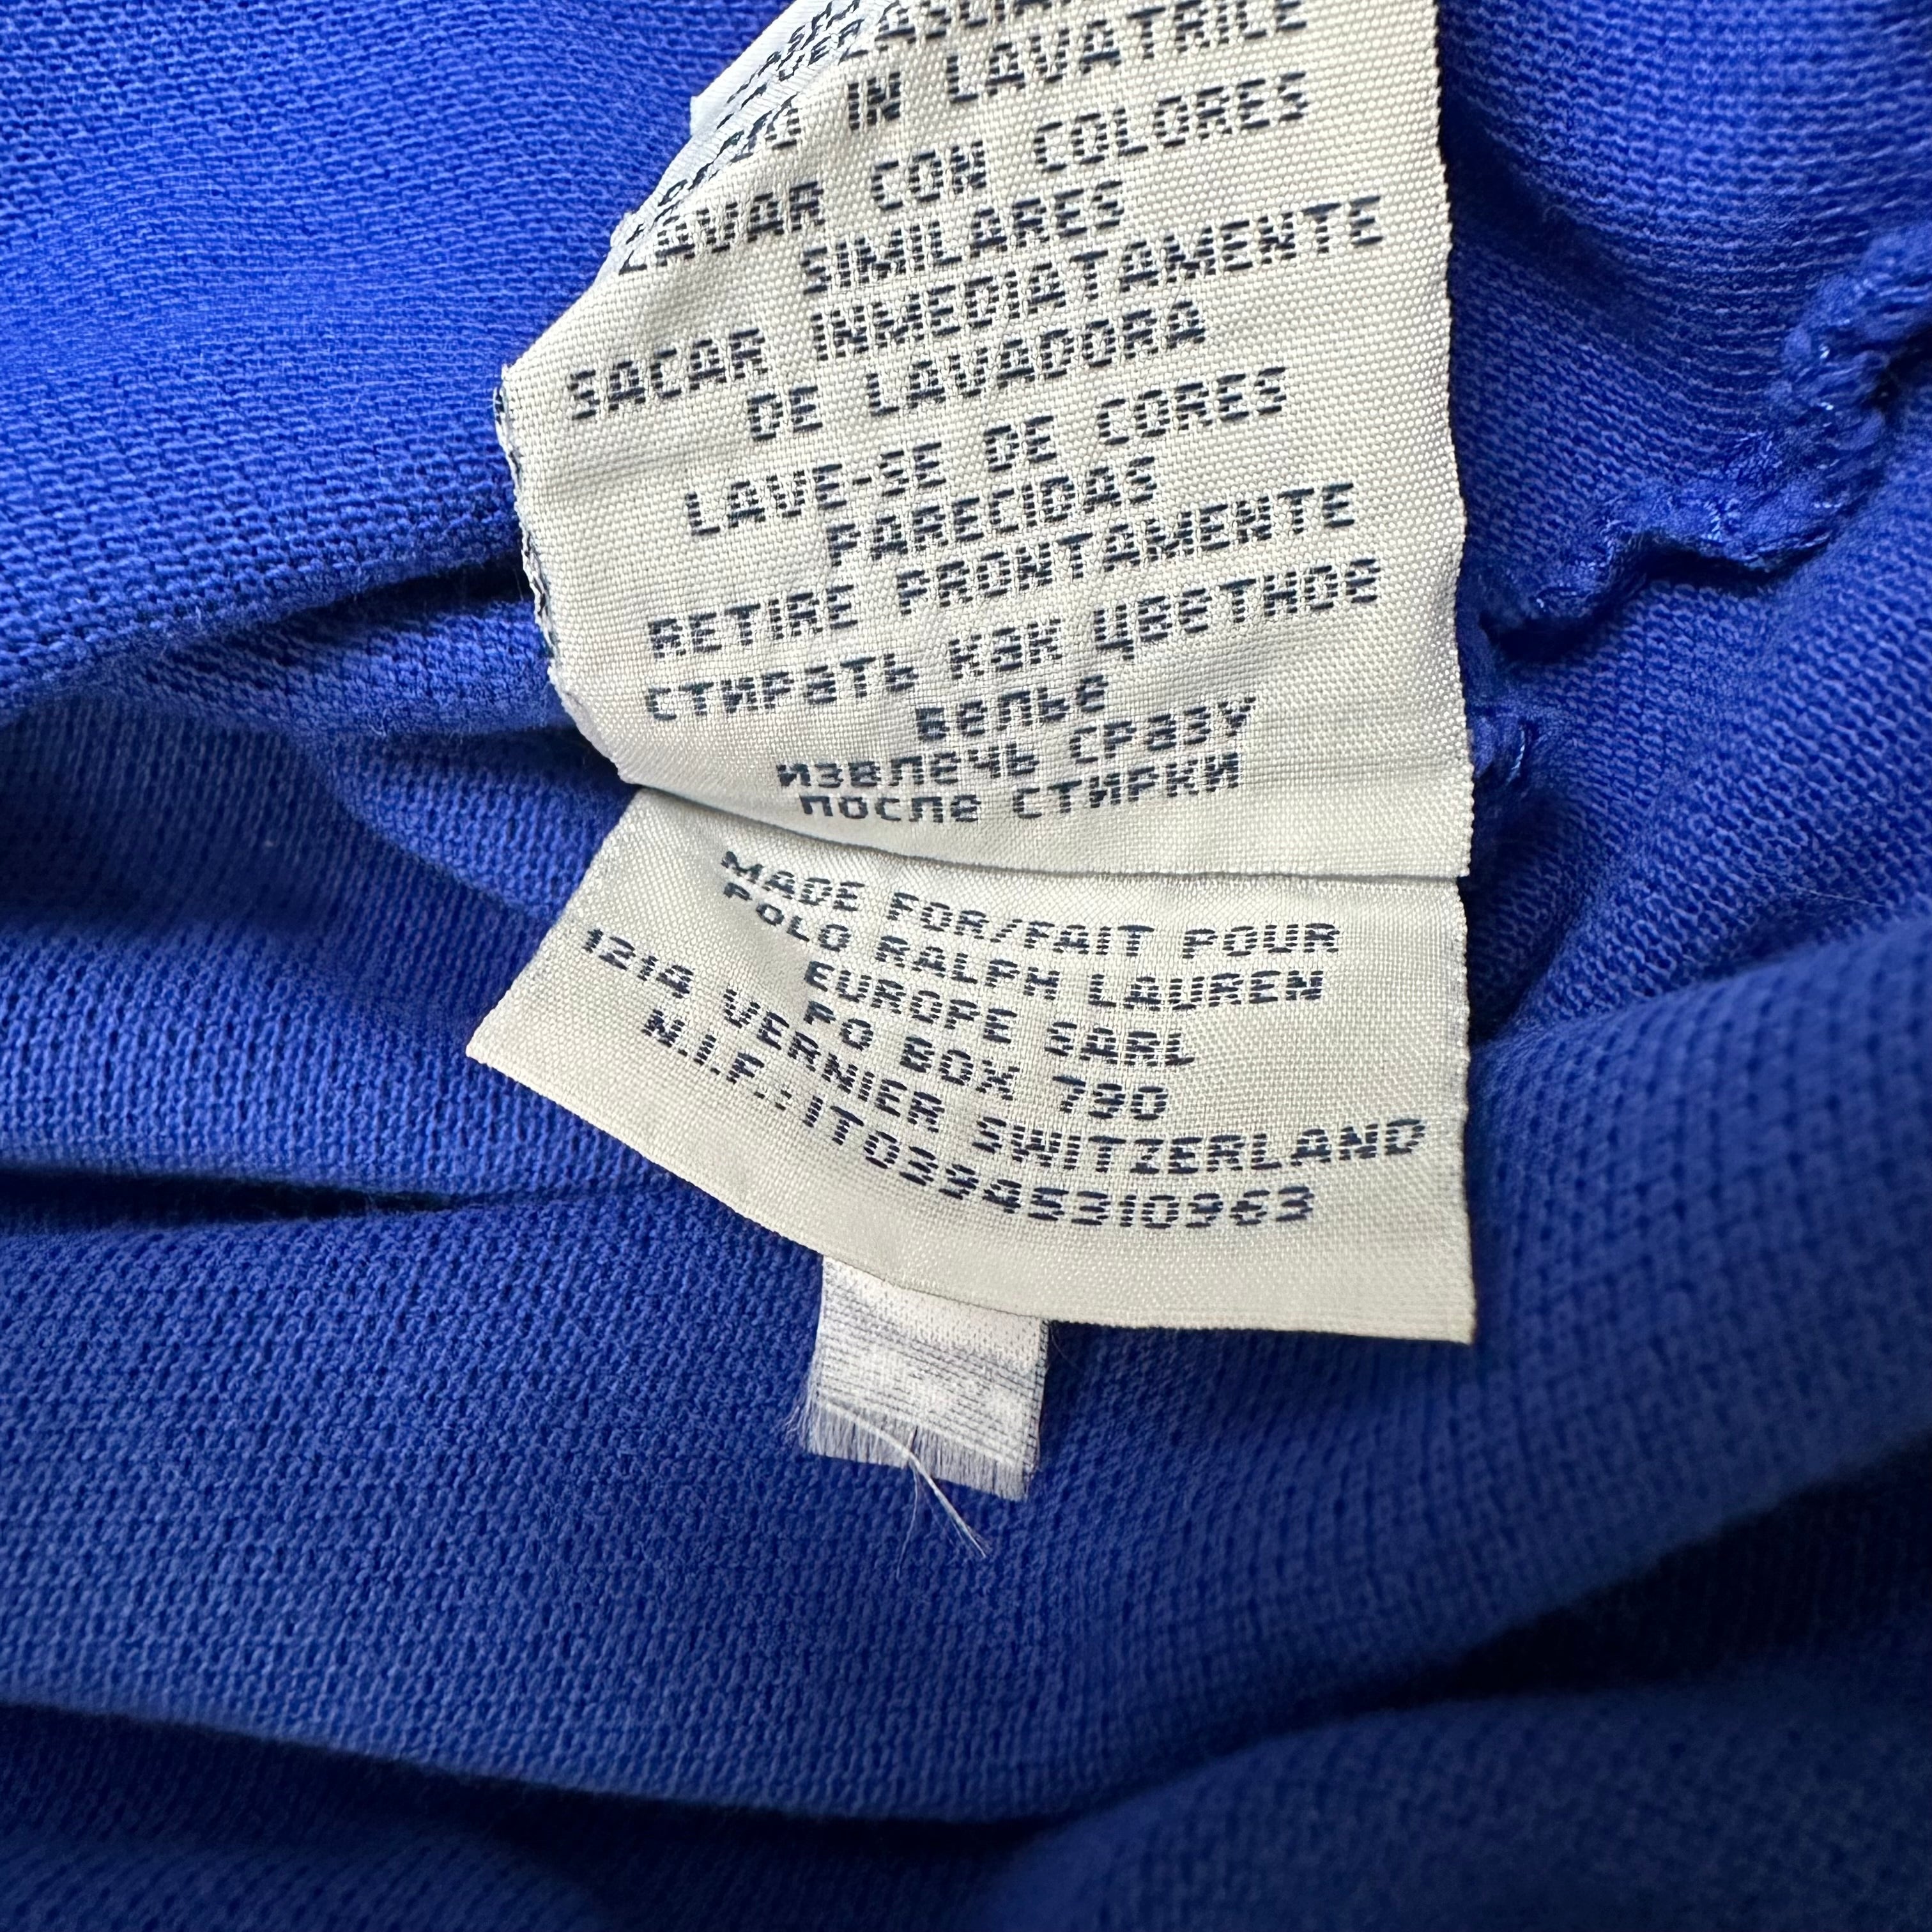 IN LAVATRICE
LAVAR CON COLORES
SIMILARES
SACAR INMEDIATAMENTE
DE LAVADORA
LAVE-SE DE CORES
PARECIDAS
RETIRE PRONTAMENTE
СТИРАТЬ КАК ЦВЕТНОЕ
БЕЛЬЕ
ИЗВЛЕЧЬ СРАЗУ
ПОСЛЕ СТИРКИ
MADE FOR/FAIT POUR
POLO RALPH LAUREN
EUROPE SARL
PO BOX 790
1214 VERNIER SWITZERLAND
N.I.F.:IT03945310963